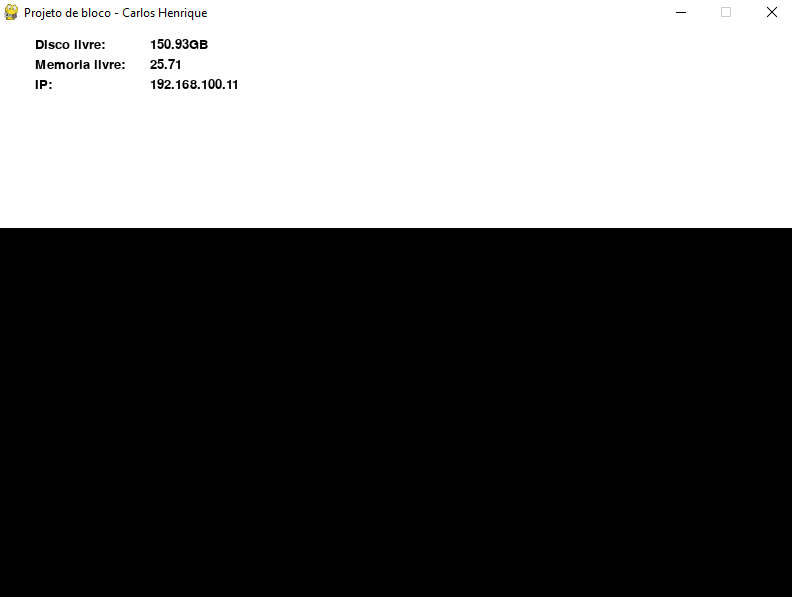 Projeto de bloco - Carlos Henrique
Disco livre: 150.93GB
Memoria livre: 25.71
IP: 192.168.100.11